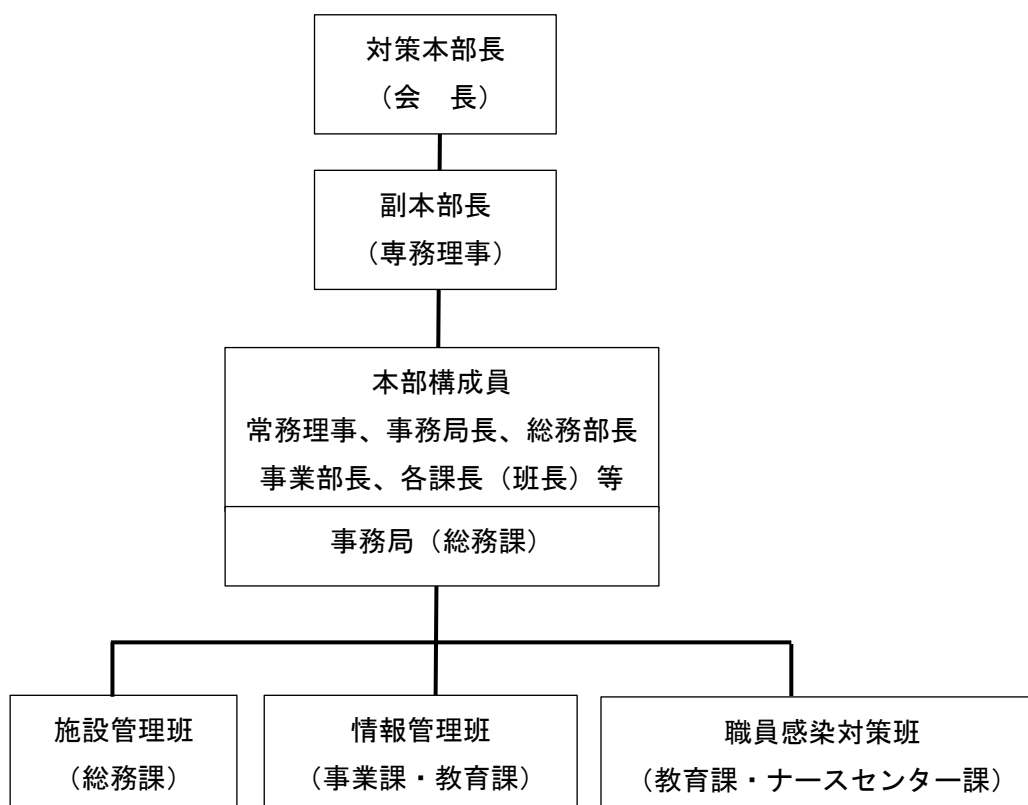 対策本部長
（会　長）
副本部長
（専務理事）
本部構成員
常務理事、事務局長、総務部長
事業部長、各課長（班長）等
事務局（総務課）
施設管理班
（総務課）
情報管理班
（事業課・教育課）
職員感染対策班
（教育課・ナースセンター課）